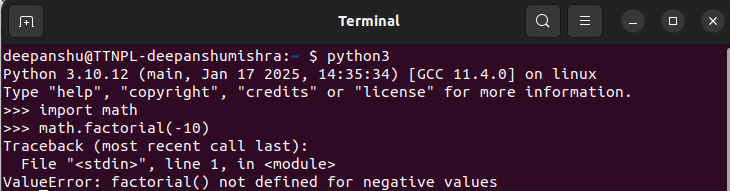 Terminal
deepanshu@TTNPL-deepanshumishra:~ $ python3
Python 3.10.12 (main, Jan 17 2025, 14:35:34) [GCC 11.4.0] on linux
Type "help", "copyright", "credits" or "license" for more information.
>>> import math
>>> math.factorial(-10)
Traceback (most recent call last):
  File "<stdin>", line 1, in <module>
ValueError: factorial() not defined for negative values